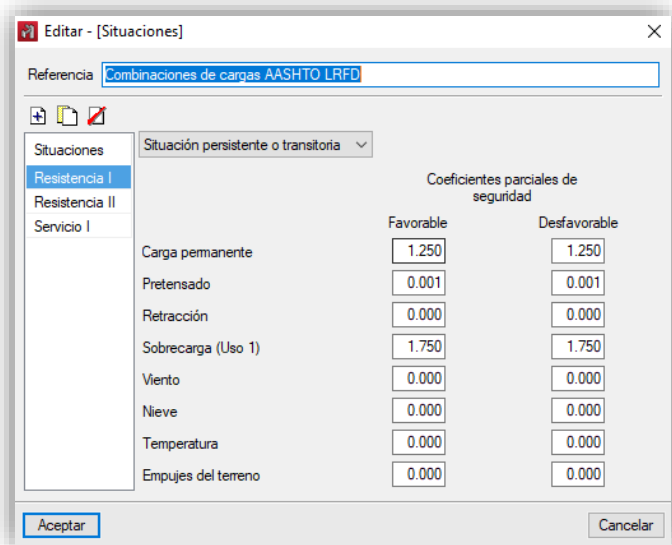 Editar - [Situaciones]
Referencia Combinaciones de cargas AASHTO LRFD
Situaciones
Resistencia I
Resistencia II
Servicio I
Situación persistente o transitoria
Coeficientes parciales de
seguridad
Favorable Desfavorable
Carga permanente 1.250 1.250
Pretensado 0.001 0.001
Retracción 0.000 0.000
Sobrecarga (Uso 1) 1.750 1.750
Viento 0.000 0.000
Nieve 0.000 0.000
Temperatura 0.000 0.000
Empujes del terreno 0.000 0.000
Aceptar Cancelar